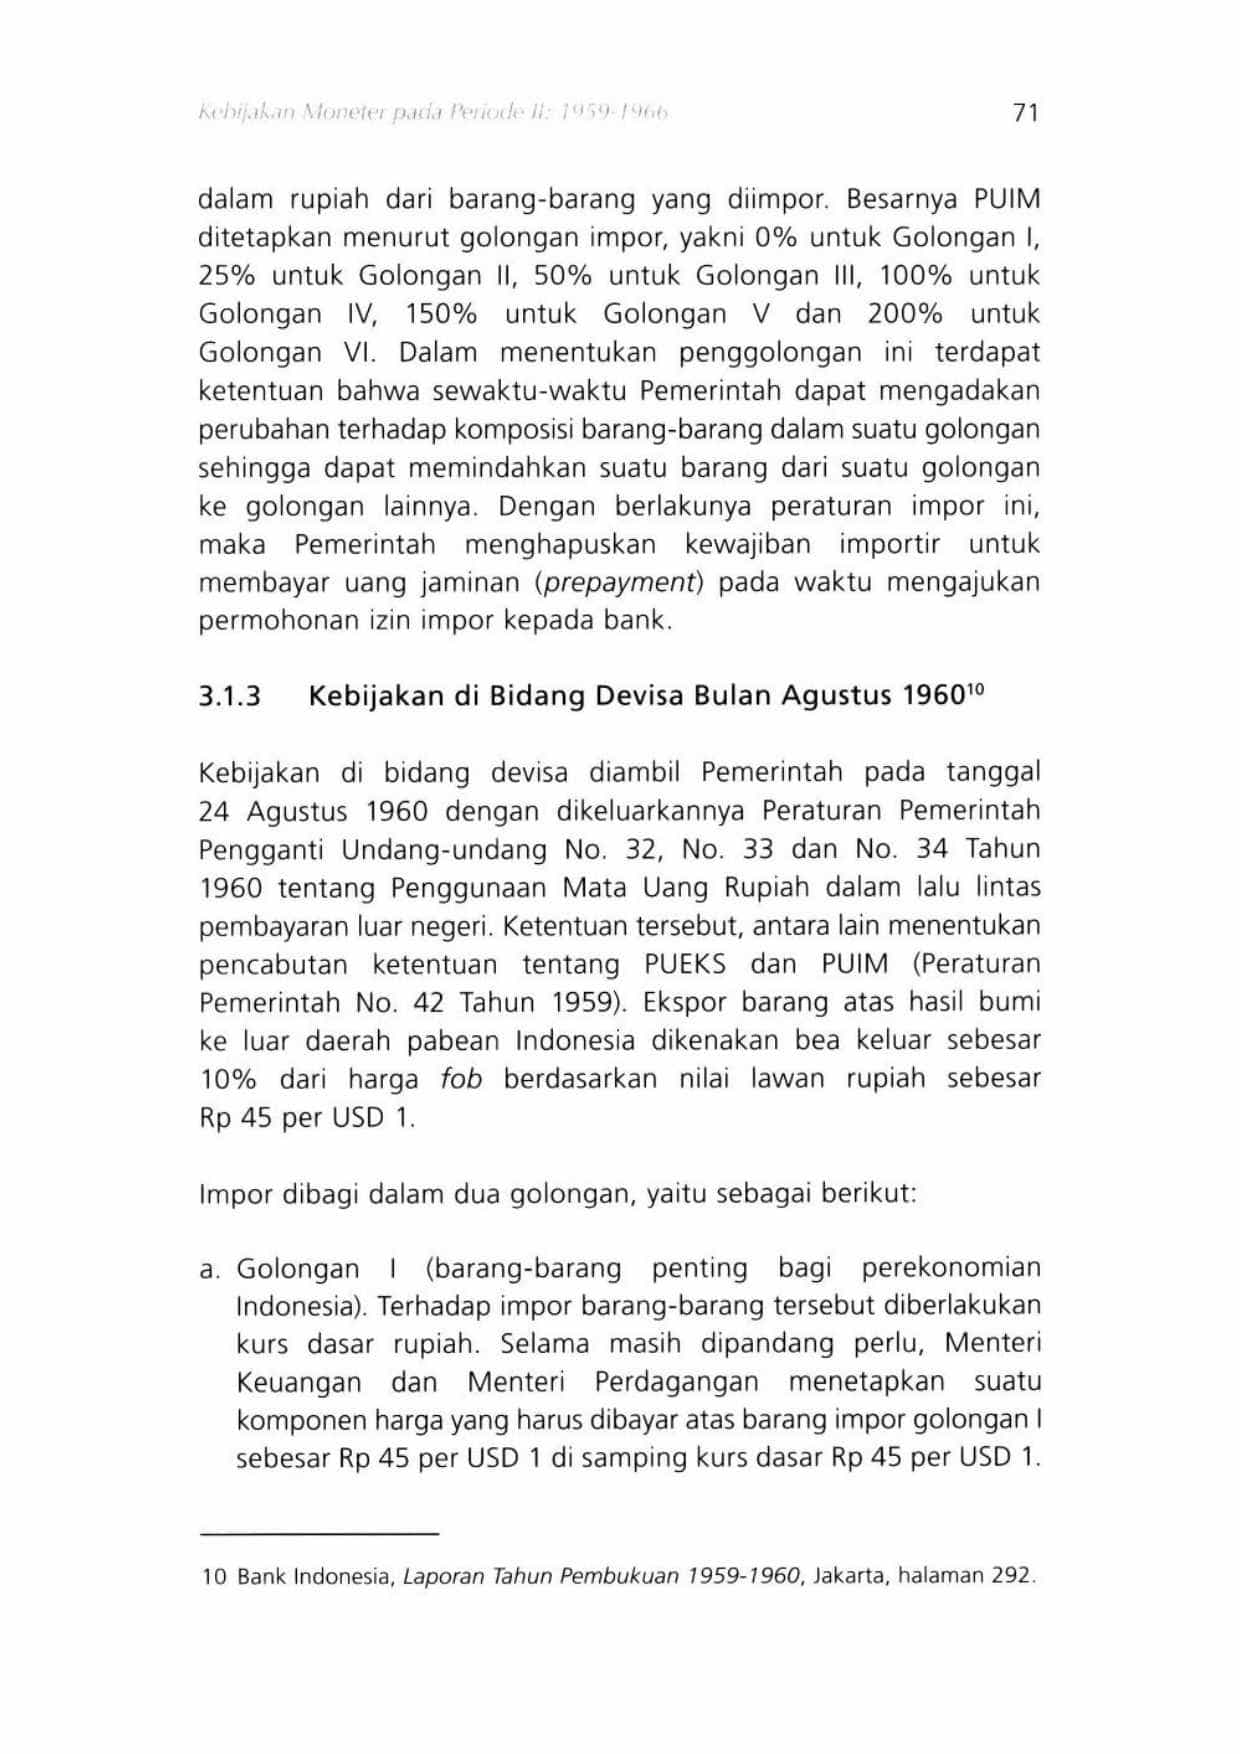 Kebijakan Moneter pada Periode II: 1959-1966 71
dalam rupiah dari barang-barang yang diimpor. Besarnya PUIM
ditetapkan menurut golongan impor, yakni 0% untuk Golongan I,
25% untuk Golongan II, 50% untuk Golongan III, 100% untuk
Golongan IV, 150% untuk Golongan V dan 200% untuk
Golongan VI. Dalam menentukan penggolongan ini terdapat
ketentuan bahwa sewaktu-waktu Pemerintah dapat mengadakan
perubahan terhadap komposisi barang-barang dalam suatu golongan
sehingga dapat memindahkan suatu barang dari suatu golongan
ke golongan lainnya. Dengan berlakunya peraturan impor ini,
maka Pemerintah menghapuskan kewajiban importir untuk
membayar uang jaminan (prepayment) pada waktu mengajukan
permohonan izin impor kepada bank.
3.1.3 Kebijakan di Bidang Devisa Bulan Agustus 1960¹⁰
Kebijakan di bidang devisa diambil Pemerintah pada tanggal
24 Agustus 1960 dengan dikeluarkannya Peraturan Pemerintah
Pengganti Undang-undang No. 32, No. 33 dan No. 34 Tahun
1960 tentang Penggunaan Mata Uang Rupiah dalam lalu lintas
pembayaran luar negeri. Ketentuan tersebut, antara lain menentukan
pencabutan ketentuan tentang PUEKS dan PUIM (Peraturan
Pemerintah No. 42 Tahun 1959). Ekspor barang atas hasil bumi
ke luar daerah pabean Indonesia dikenakan bea keluar sebesar
10% dari harga fob berdasarkan nilai lawan rupiah sebesar
Rp 45 per USD 1.
Impor dibagi dalam dua golongan, yaitu sebagai berikut:
a. Golongan I (barang-barang penting bagi perekonomian
Indonesia). Terhadap impor barang-barang tersebut diberlakukan
kurs dasar rupiah. Selama masih dipandang perlu, Menteri
Keuangan dan Menteri Perdagangan menetapkan suatu
komponen harga yang harus dibayar atas barang impor golongan I
sebesar Rp 45 per USD 1 di samping kurs dasar Rp 45 per USD 1.
10 Bank Indonesia, Laporan Tahun Pembukuan 1959-1960, Jakarta, halaman 292.